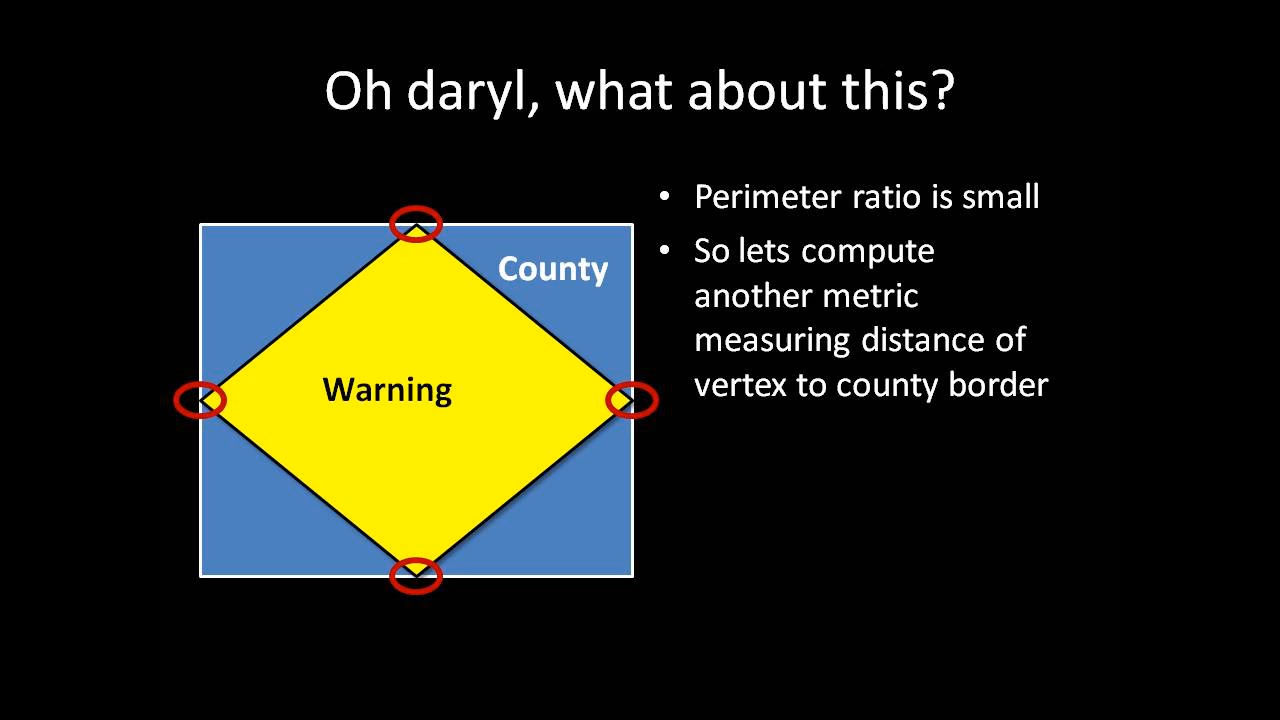 Oh daryl, what about this?
County
Warning
• Perimeter ratio is small
• So lets compute
another metric
measuring distance of
vertex to county border